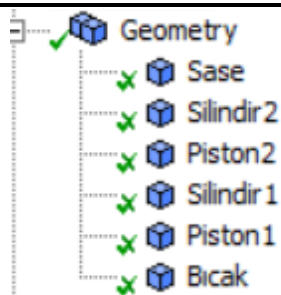 Geometry
Sase
Silindir2
Piston2
Silindir1
Piston1
Bıcak